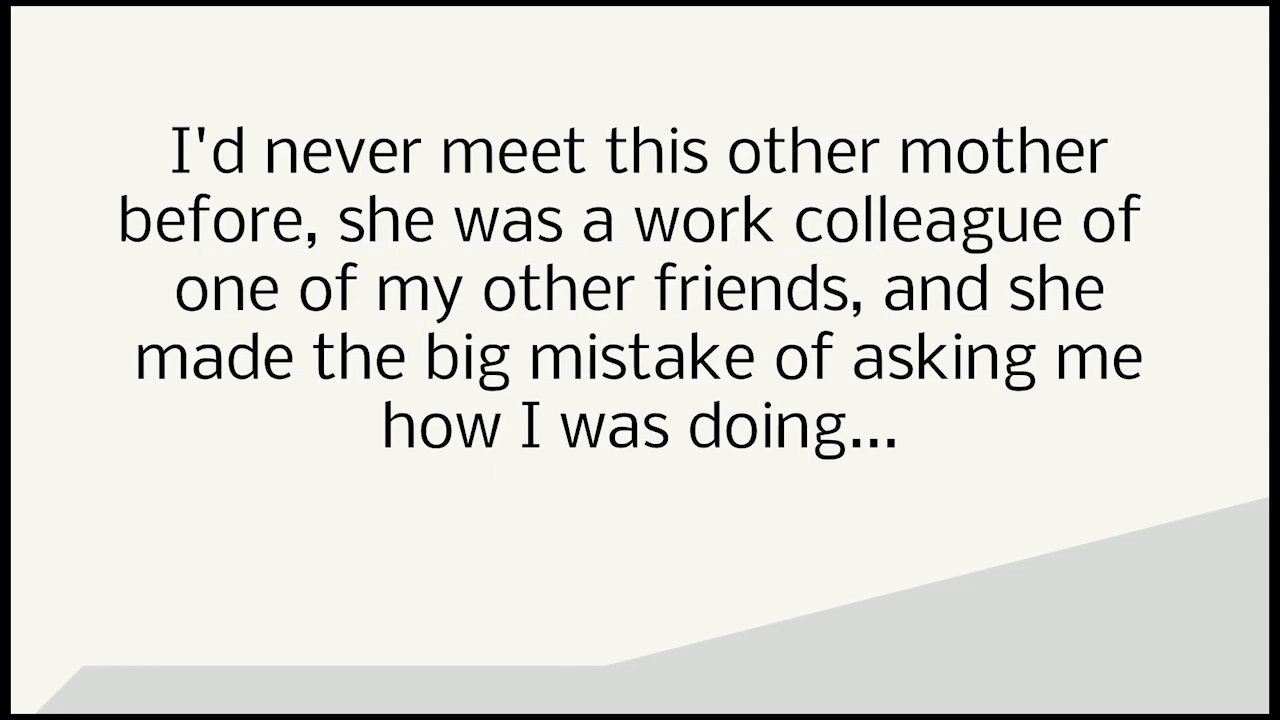 I'd never meet this other mother
before, she was a work colleague of
one of my other friends, and she
made the big mistake of asking me
how I was doing...